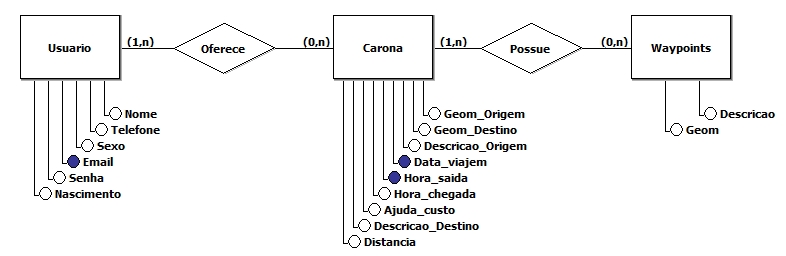 Usuario (1,n) Oferece (0,n) Carona (1,n) Possue (0,n) Waypoints
Nome
Telefone
Sexo
Email
Senha
Nascimento
Geom_Origem
Geom_Destino
Descricao_Origem
Data_viajem
Hora_saida
Hora_chegada
Ajuda_custo
Descricao_Destino
Distancia
Descricao
Geom